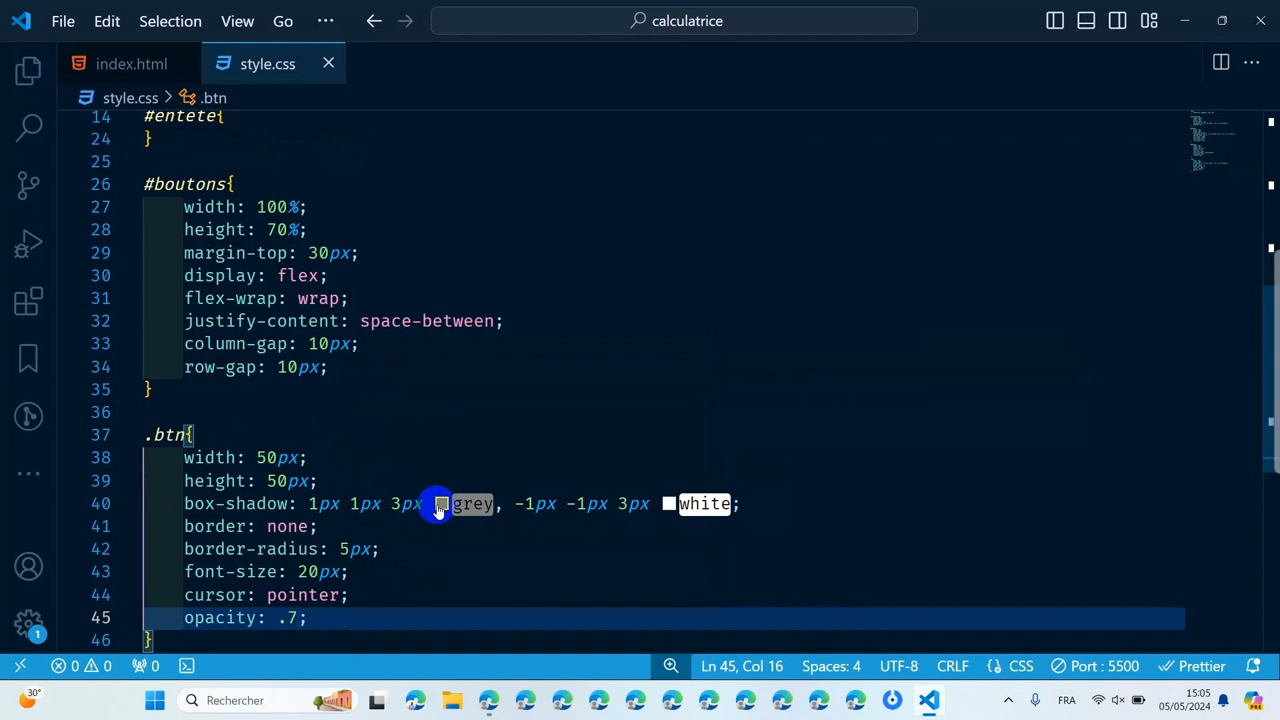 File Edit Selection View Go ··· calculatrice
index.html style.css
style.css > .btn
14 #entete{
24 }
25
26 #boutons{
27 width: 100%;
28 height: 70%;
29 margin-top: 30px;
30 display: flex;
31 flex-wrap: wrap;
32 justify-content: space-between;
33 column-gap: 10px;
34 row-gap: 10px;
35 }
36
37 .btn{
38 width: 50px;
39 height: 50px;
40 box-shadow: 1px 1px 3px grey, -1px -1px 3px white;
41 border: none;
42 border-radius: 5px;
43 font-size: 20px;
44 cursor: pointer;
45 opacity: .7;
46 }
1
0 0 0 Ln 45, Col 16 Spaces: 4 UTF-8 CRLF {} CSS Port : 5500 Prettier
30° Rechercher FRA 15:05
05/05/2024